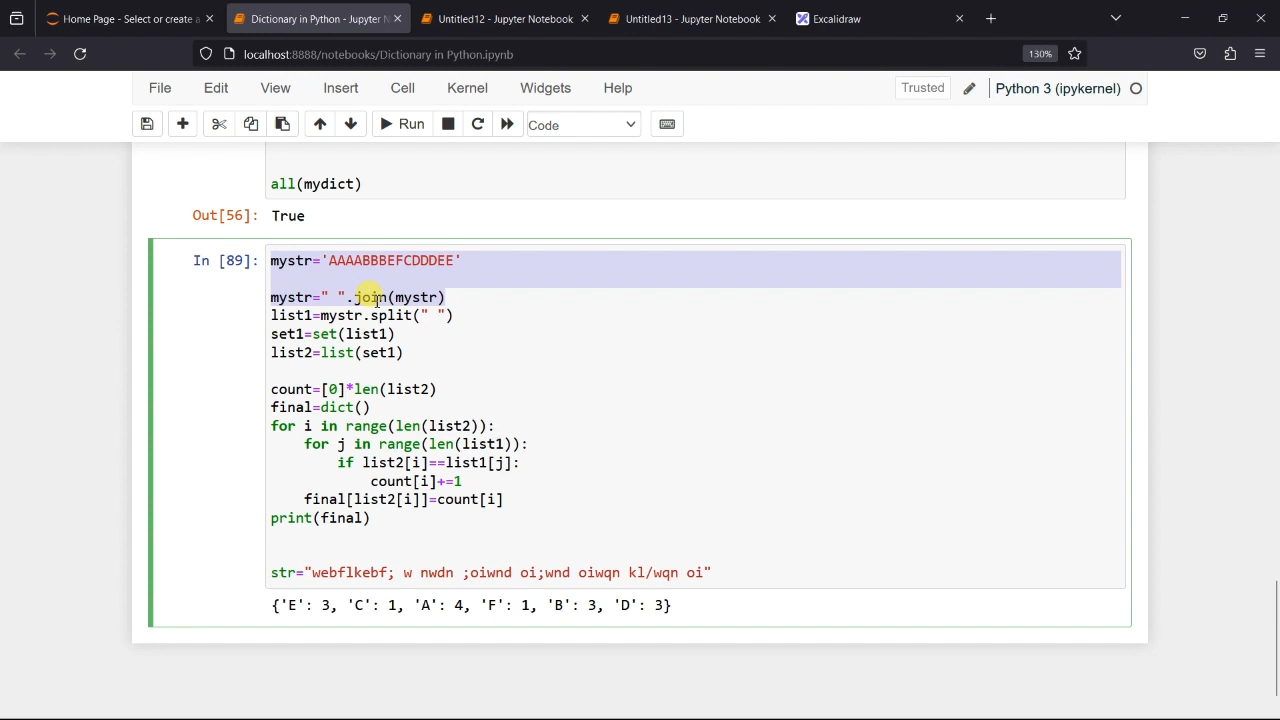 Home Page - Select or create a
Dictionary in Python - Jupyter N
Untitled12 - Jupyter Notebook
Untitled13 - Jupyter Notebook
Excalidraw
localhost:8888/notebooks/Dictionary in Python.ipynb
130%
File Edit View Insert Cell Kernel Widgets Help
Trusted
Python 3 (ipykernel)
Run
Code
all(mydict)
Out[56]: True
In [89]: mystr='AAAABBBEFCDDDEE'
mystr=" ".join(mystr)
list1=mystr.split(" ")
set1=set(list1)
list2=list(set1)
count=[0]*len(list2)
final=dict()
for i in range(len(list2)):
    for j in range(len(list1)):
        if list2[i]==list1[j]:
            count[i]+=1
    final[list2[i]]=count[i]
print(final)
str="webflkebf; w nwdn ;oiwnd oi;wnd oiwqn kl/wqn oi"
{'E': 3, 'C': 1, 'A': 4, 'F': 1, 'B': 3, 'D': 3}